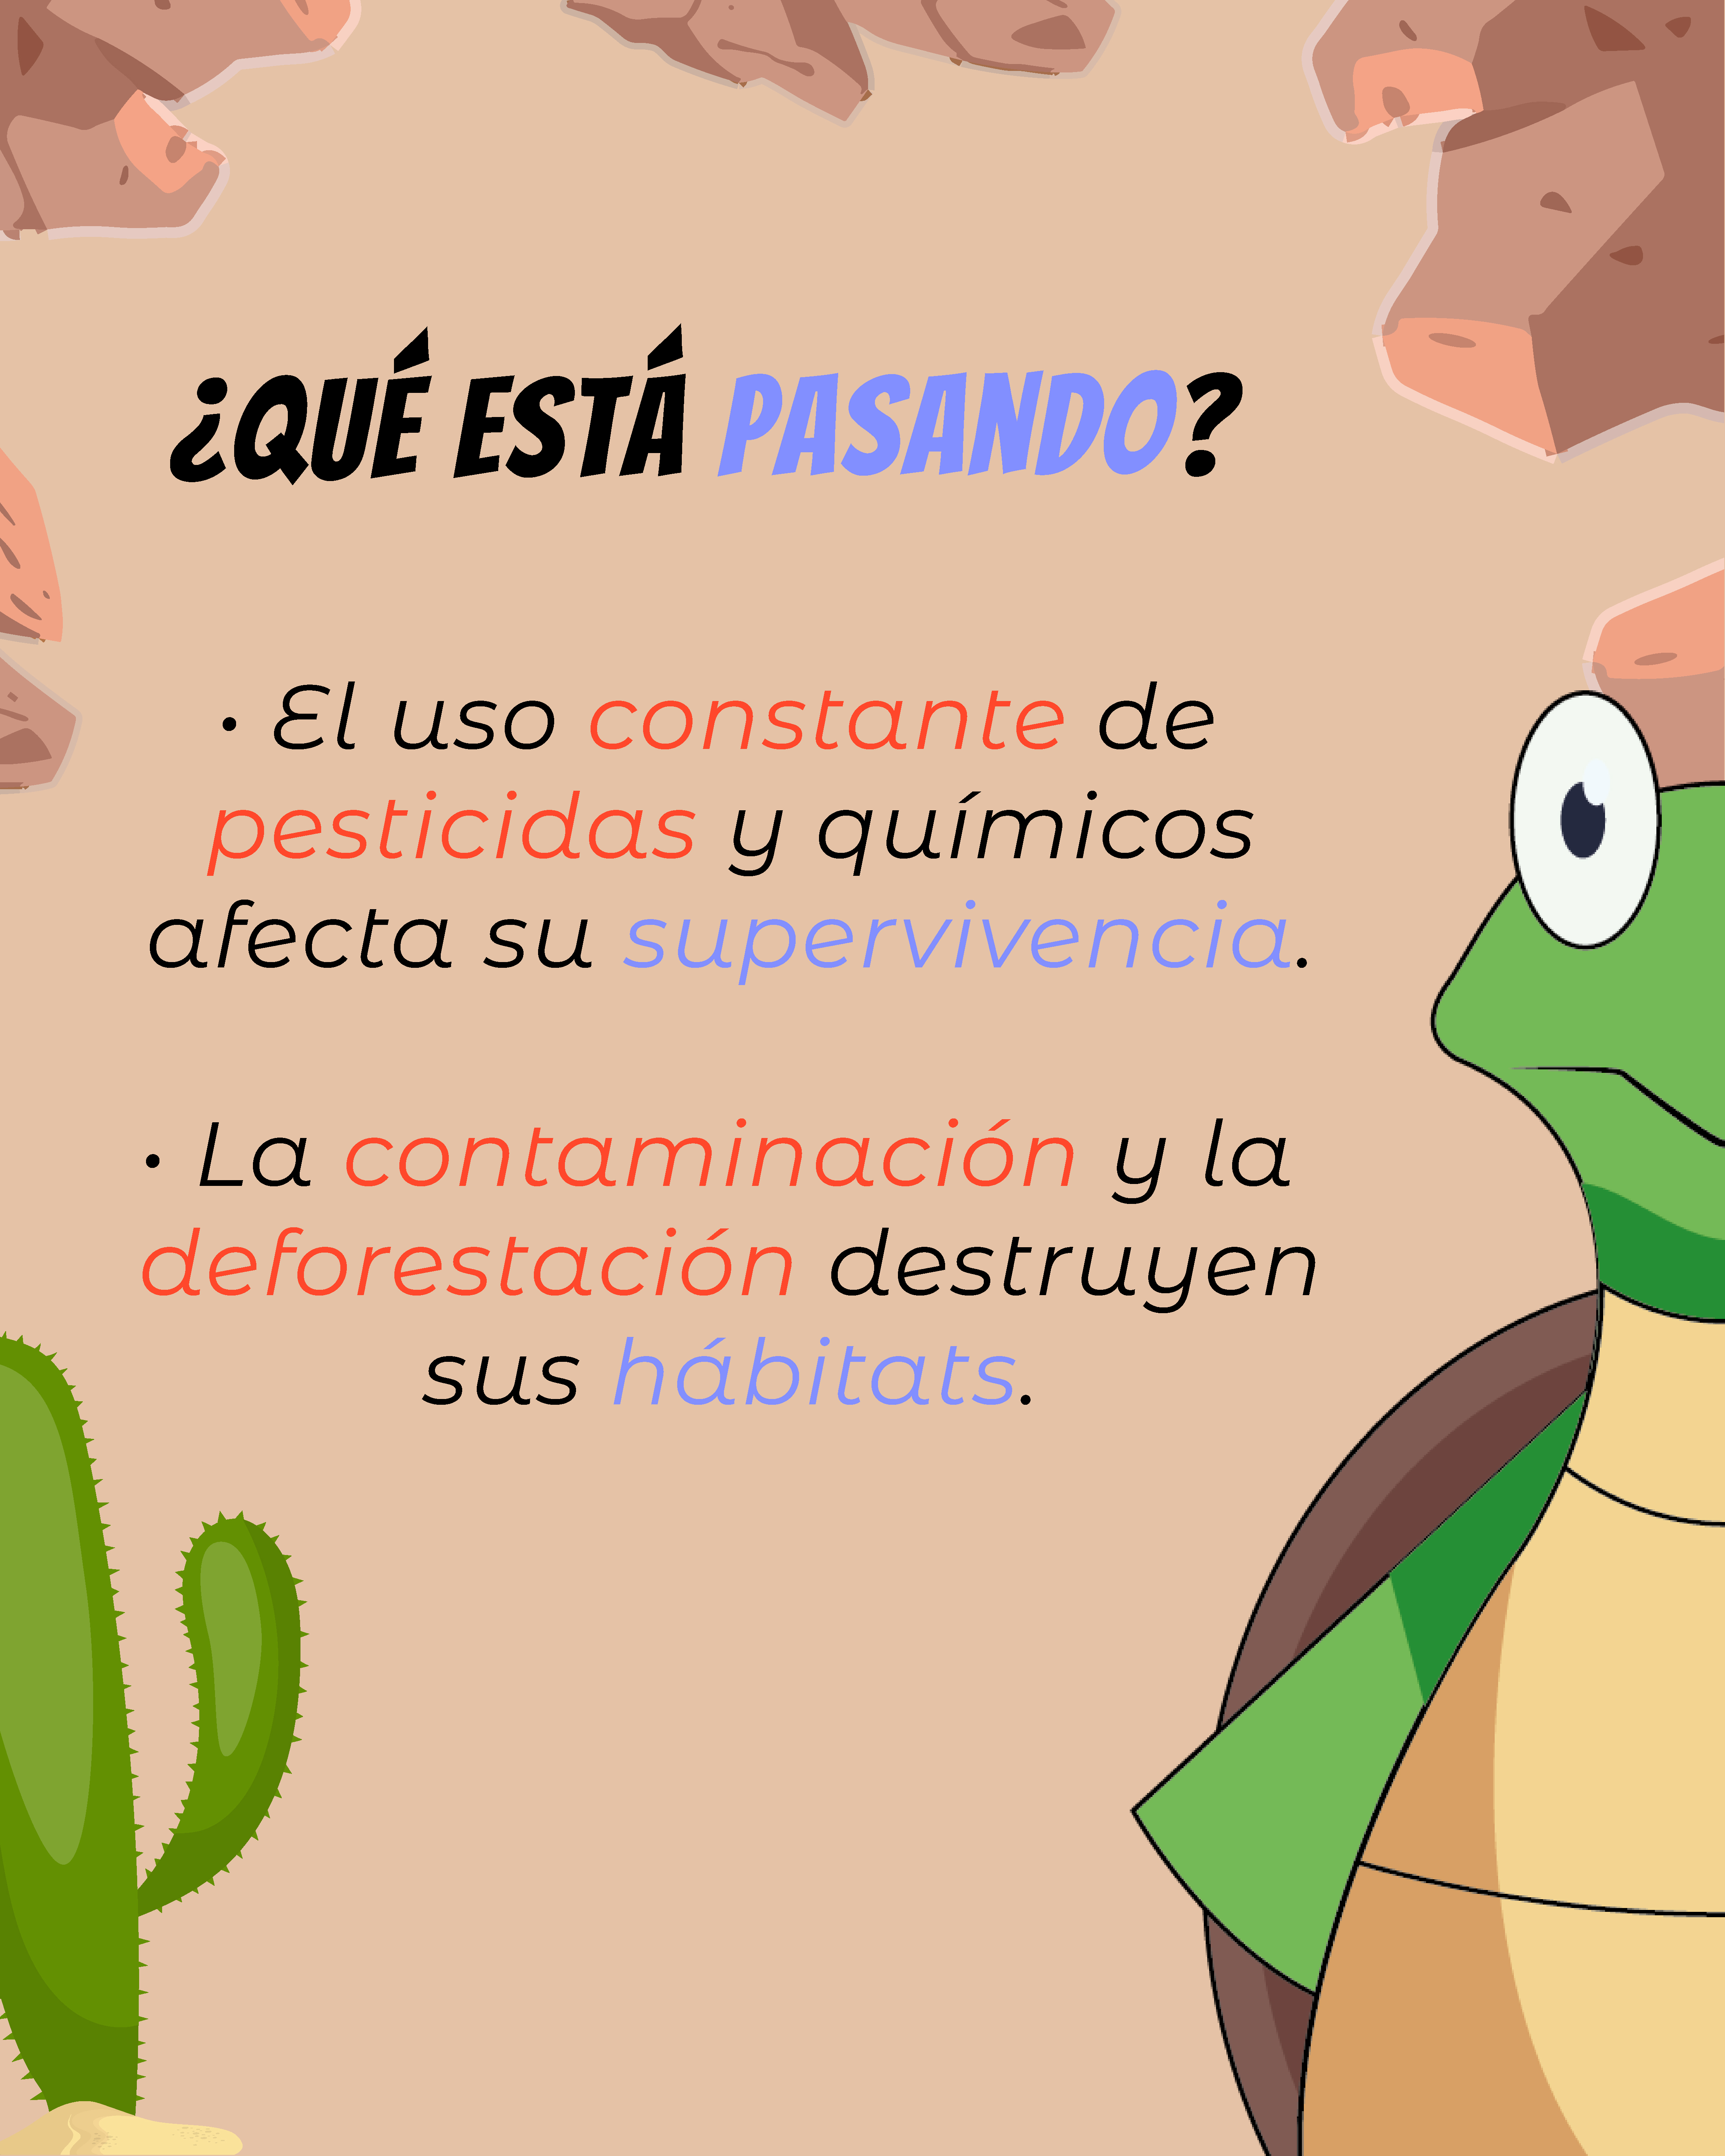 ¿QUÉ ESTÁ PASANDO?
· El uso constante de
pesticidas y químicos
afecta su supervivencia.
· La contaminación y la
deforestación destruyen
sus hábitats.